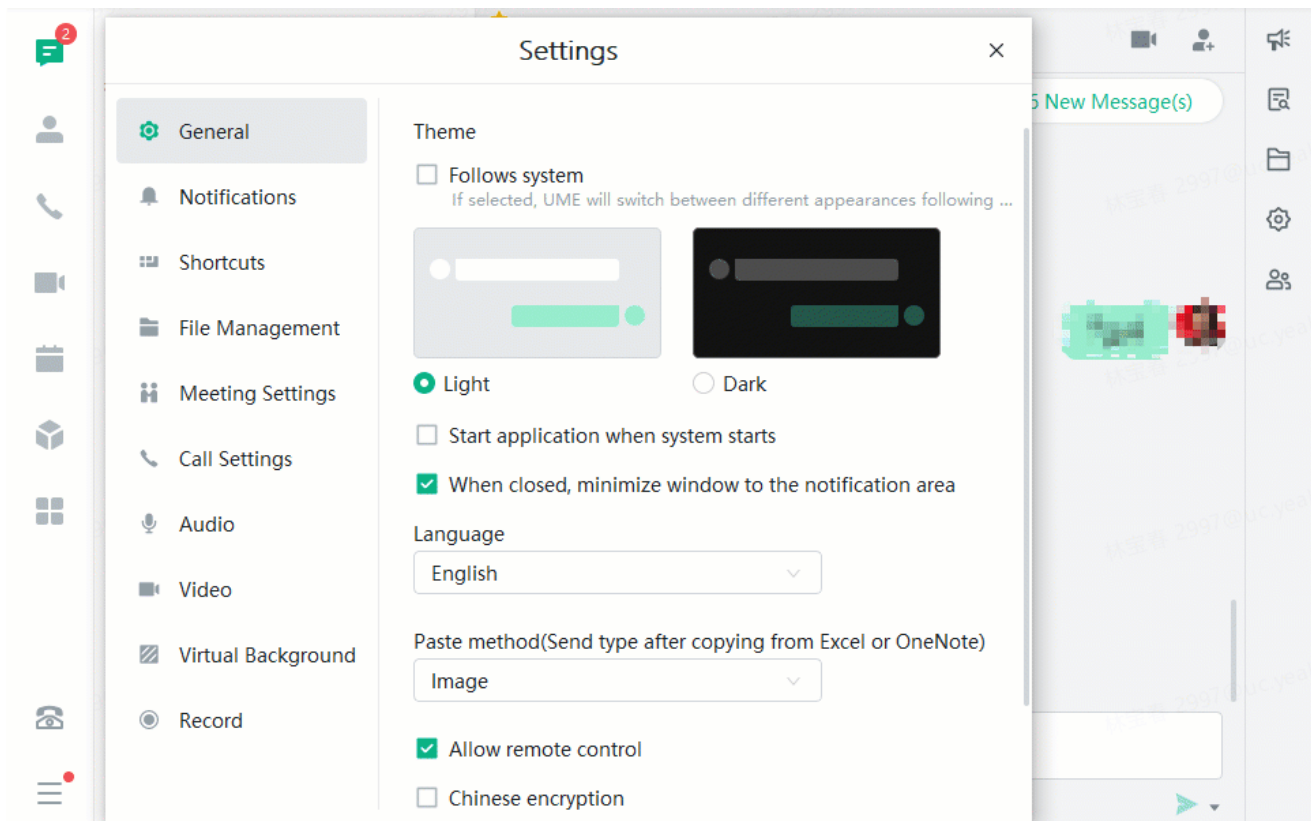 2
Settings
5 New Message(s)
General
Notifications
Shortcuts
File Management
Meeting Settings
Call Settings
Audio
Video
Virtual Background
Record
Theme
Follows system
If selected, UME will switch between different appearances following ...
Light
Dark
Start application when system starts
When closed, minimize window to the notification area
Language
English
Paste method(Send type after copying from Excel or OneNote)
Image
Allow remote control
Chinese encryption